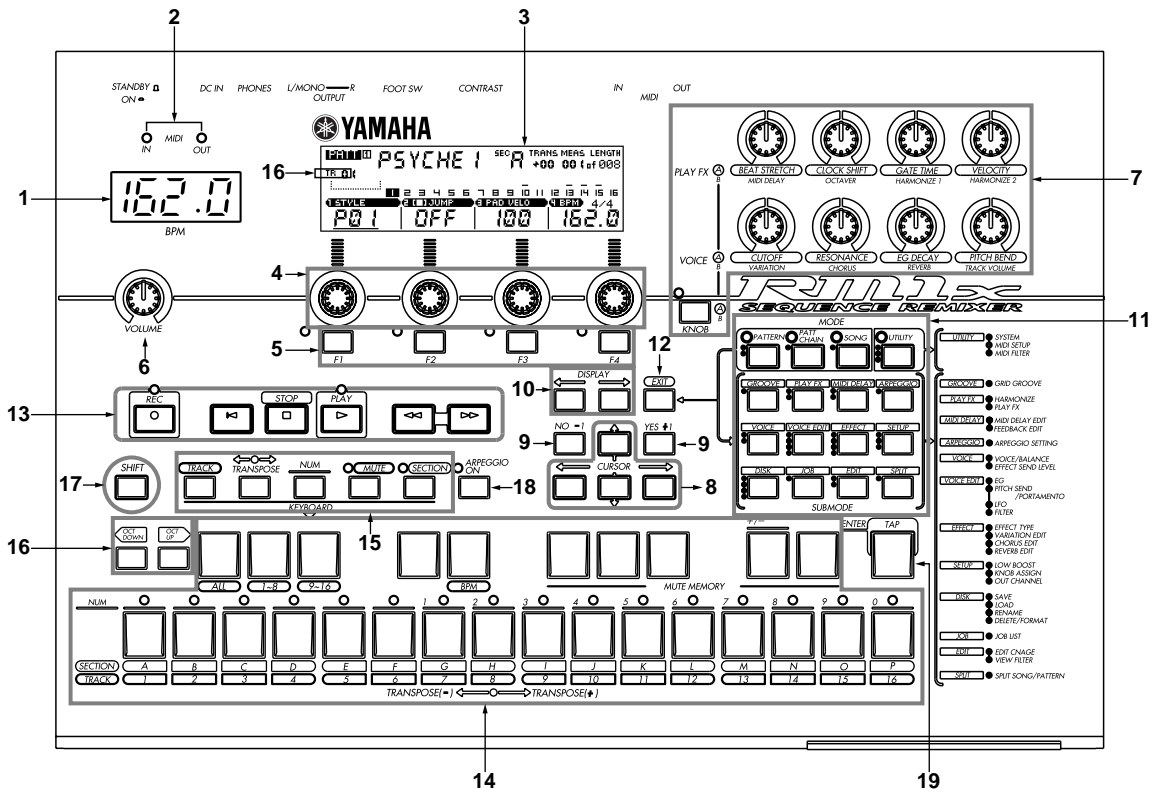 2
3
STANDBY
ON
DC IN PHONES L/MONO R
OUTPUT
FOOT SW
CONTRAST
IN OUT
MIDI
IN MIDI OUT
YAMAHA
16
PATT 1 PSYCHE1 SEC A TRANS MEAS LENGTH
+00 001 of 008
TR 01
1 2 3 4 5 6 7 8 9 10 11 12 13 14 15 16
1 STYLE 2 JUMP 3 PAD VELO 4 BPM 4/4
P01 OFF 100 162.0
1
162.0
BPM
PLAY FX A B
BEAT STRETCH CLOCK SHIFT GATE TIME VELOCITY
MIDI DELAY OCTAVER HARMONIZE 1 HARMONIZE 2
7
VOICE A B
CUTOFF RESONANCE EG DECAY PITCH BEND
VARIATION CHORUS REVERB TRACK VOLUME
4
VOLUME
6
KNOB A B
RM1x
SEQUENCE REMIXER
5
F1 F2 F3 F4
11
MODE
PATTERN PATT CHAIN SONG UTILITY
12
DISPLAY
10
EXIT
GROOVE PLAY FX MIDI DELAY ARPEGGIO
VOICE VOICE EDIT EFFECT SETUP
DISK JOB EDIT SPLIT
SUBMODE
UTILITY SYSTEM
MIDI SETUP
MIDI FILTER
GROOVE GRID GROOVE
PLAY FX HARMONIZE
PLAY FX
MIDI DELAY MIDI DELAY EDIT
FEEDBACK EDIT
ARPEGGIO ARPEGGIO SETTING
VOICE VOICE/BALANCE
EFFECT SEND LEVEL
VOICE EDIT EG
PITCH SEND
/PORTAMENTO
LFO
FILTER
EFFECT EFFECT TYPE
VARIATION EDIT
CHORUS EDIT
REVERB EDIT
SETUP LOW BOOST
KNOB ASSIGN
OUT CHANNEL
DISK SAVE
LOAD
RENAME
DELETE/FORMAT
JOB JOB LIST
EDIT EDIT CNAGE
VIEW FILTER
SPLIT SPLIT SONG/PATTERN
13
REC STOP PLAY
9
NO -1 YES +1
9
CURSOR
8
17
SHIFT
TRACK TRANSPOSE NUM MUTE SECTION ARPEGGIO ON
KEYBOARD
18
15
16
OCT DOWN OCT UP
+/- ENTER TAP
ALL 1~8 9~16 BPM MUTE MEMORY
NUM 1 2 3 4 5 6 7 8 9 0
SECTION A B C D E F G H I J K L M N O P
TRACK 1 2 3 4 5 6 7 8 9 10 11 12 13 14 15 16
TRANSPOSE(-) TRANSPOSE(+)
14
19